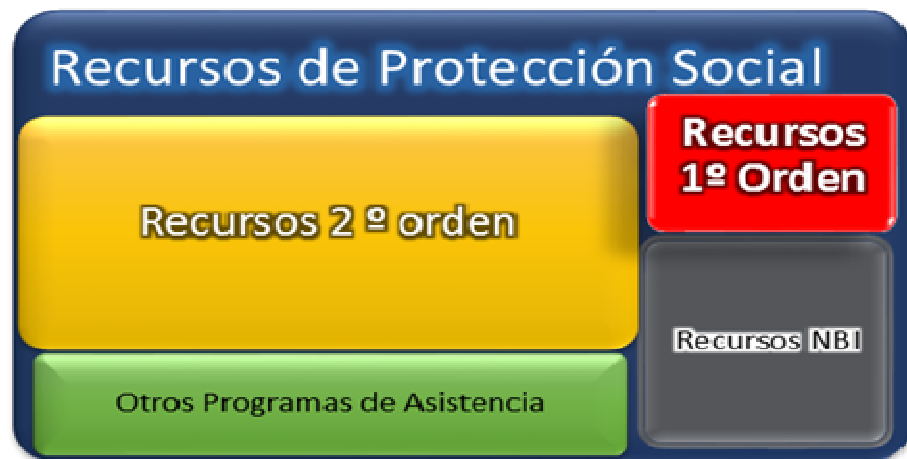 Recursos de Protección Social
Recursos
1º Orden
Recursos 2 º orden
Recursos NBI
Otros Programas de Asistencia